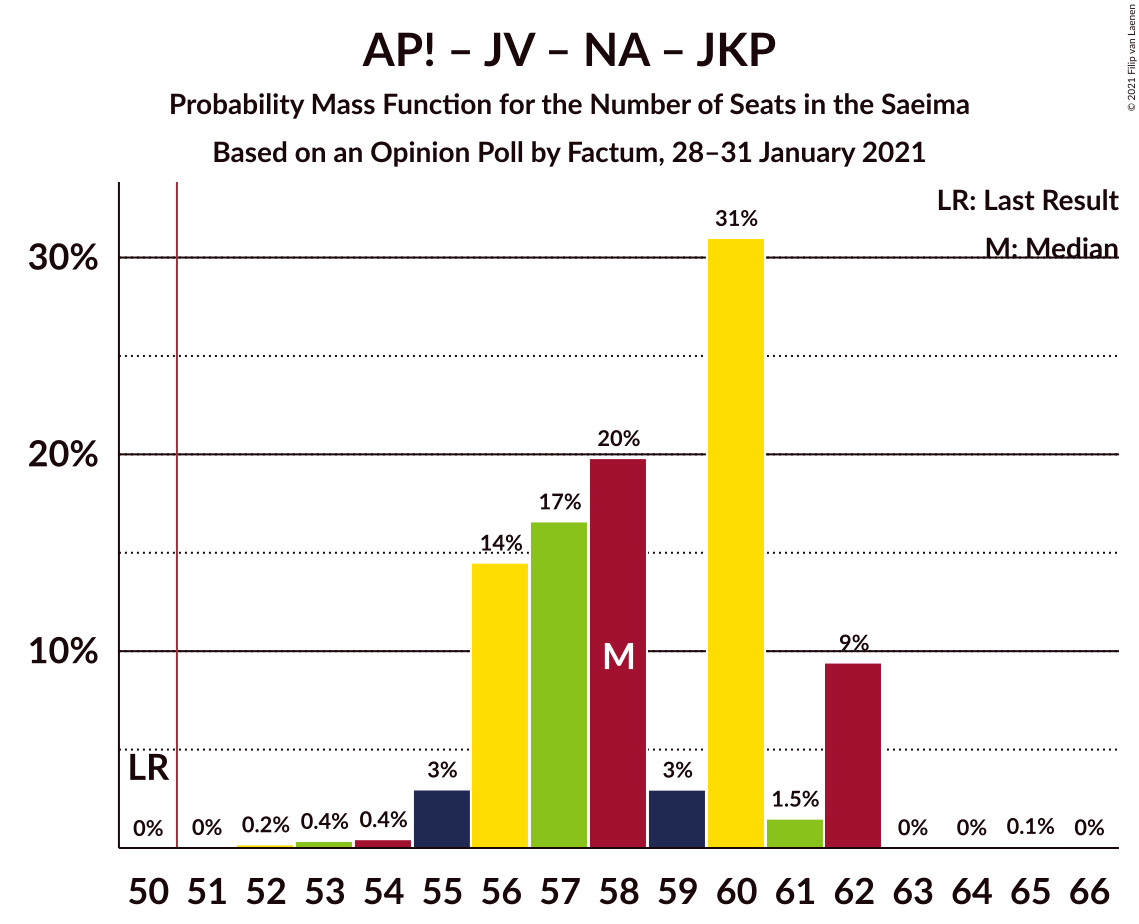 AP! – JV – NA – JKP
Probability Mass Function for the Number of Seats in the Saeima
Based on an Opinion Poll by Factum, 28–31 January 2021
© 2021 Filip van Laenen
LR: Last Result
M: Median
30%
20%
10%
LR
M
0%
0%
0.2%
0.4%
0.4%
3%
14%
17%
20%
3%
31%
1.5%
9%
0%
0%
0.1%
0%
50 51 52 53 54 55 56 57 58 59 60 61 62 63 64 65 66